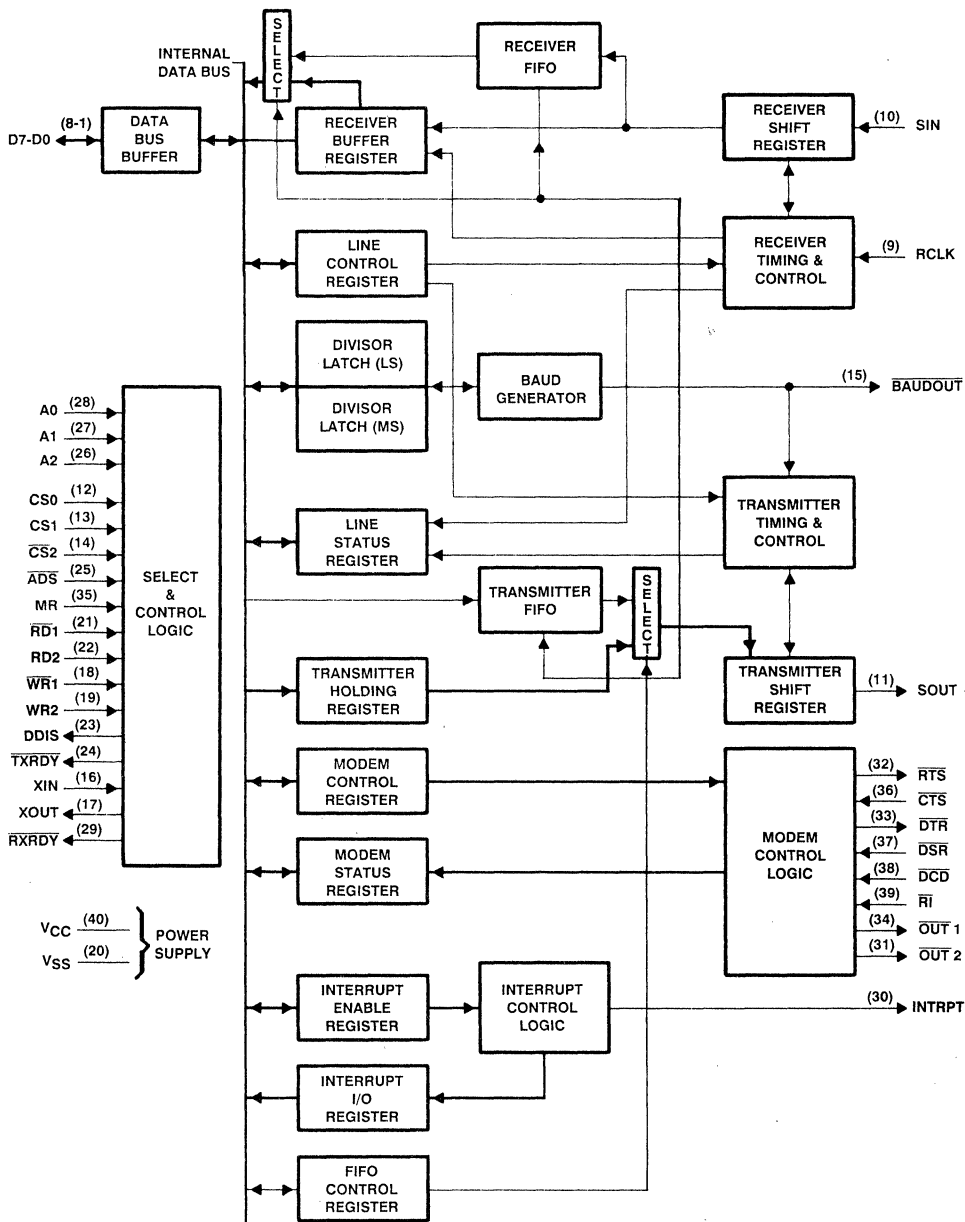 INTERNAL
DATA BUS
SELECT
RECEIVER
FIFO
D7-D0
(8-1)
DATA
BUS
BUFFER
RECEIVER
BUFFER
REGISTER
RECEIVER
SHIFT
REGISTER
(10)
SIN
LINE
CONTROL
REGISTER
RECEIVER
TIMING &
CONTROL
(9)
RCLK
DIVISOR
LATCH (LS)
DIVISOR
LATCH (MS)
BAUD
GENERATOR
(15)
BAUDOUT
A0 (28)
A1 (27)
A2 (26)
CS0 (12)
CS1 (13)
CS2 (14)
ADS (25)
MR (35)
RD1 (21)
RD2 (22)
WR1 (18)
WR2 (19)
DDIS (23)
TXRDY (24)
XIN (16)
XOUT (17)
RXRDY (29)
SELECT
&
CONTROL
LOGIC
LINE
STATUS
REGISTER
TRANSMITTER
TIMING &
CONTROL
TRANSMITTER
FIFO
SELECT
TRANSMITTER
HOLDING
REGISTER
TRANSMITTER
SHIFT
REGISTER
(11)
SOUT
MODEM
CONTROL
REGISTER
MODEM
STATUS
REGISTER
MODEM
CONTROL
LOGIC
(32) RTS
(36) CTS
(33) DTR
(37) DSR
(38) DCD
(39) RI
(34) OUT 1
(31) OUT 2
VCC (40)
VSS (20)
POWER
SUPPLY
INTERRUPT
ENABLE
REGISTER
INTERRUPT
CONTROL
LOGIC
(30)
INTRPT
INTERRUPT
I/O
REGISTER
FIFO
CONTROL
REGISTER